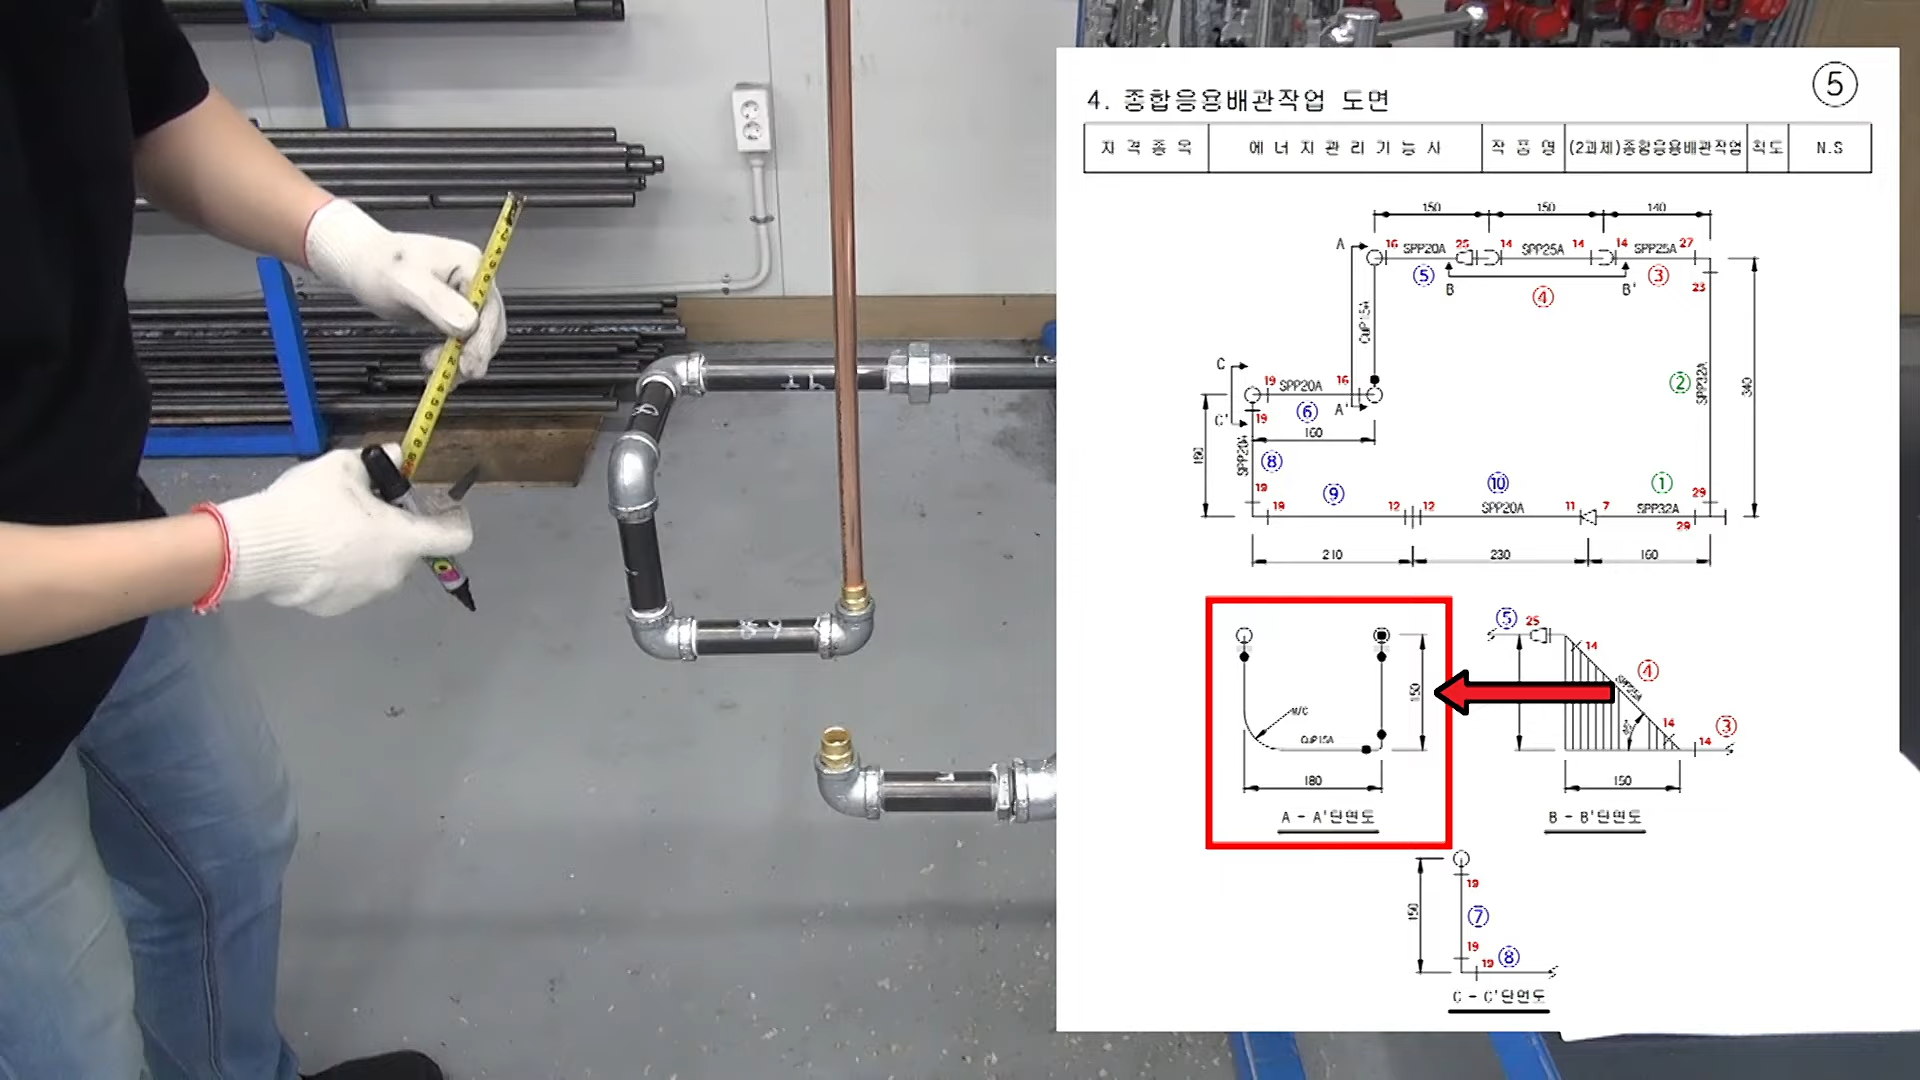 4. 종합응용배관작업 도면
⑤
자 격 종 목 에 너 지 관 리 기 능 사 작 품 명 (2과제)종합응용배관작업 척도 N.S
150 150 140
A 16 SPP20A 25 14 SPP25A 14 14 SPP25A 27
⑤ B ④ B' ③ 23
CuP15A
C
19 SPP20A 16 ② SPP32A 340
⑥ A'
C' 19
160
SPP20A ⑧
19 ⑨ ⑩ ① 29
19 12 12 SPP20A 11 7 SPP32A 29
210 230 160
⑤ 25
14
④
SPP25A
M/C 150
14 ③
CuP15A 45° 14
180 150
A - A'단면도 B - B'단면도
19
150 ⑦
19
19 ⑧
C - C'단면도